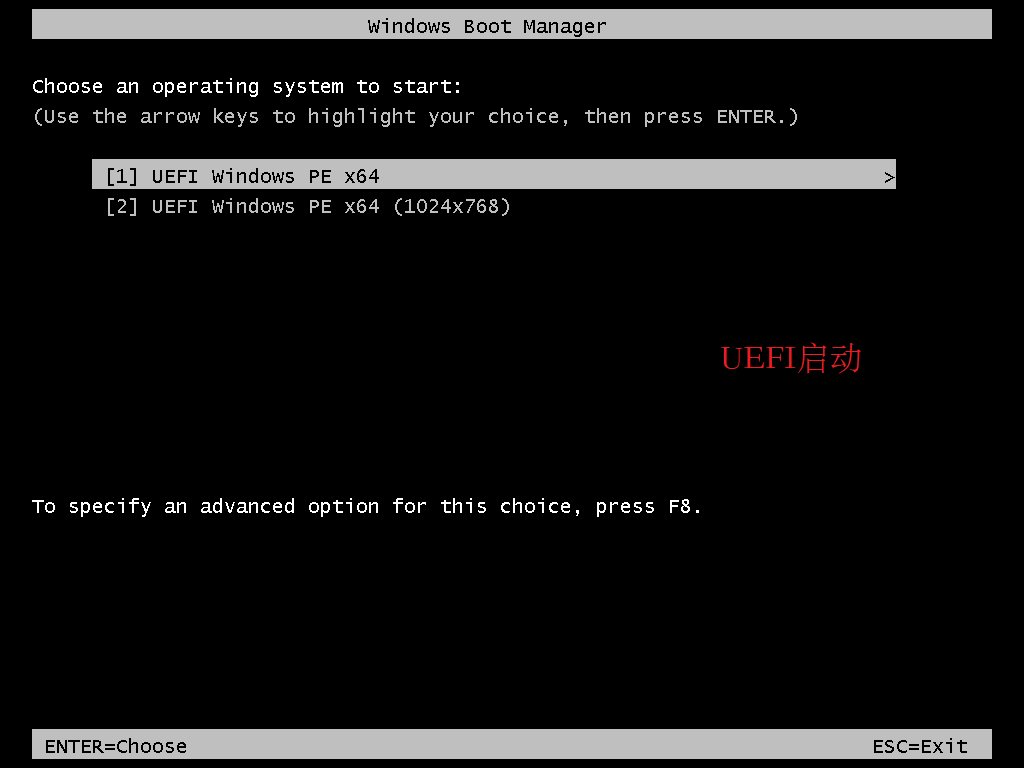 Windows Boot Manager
Choose an operating system to start:
(Use the arrow keys to highlight your choice, then press ENTER.)
[1] UEFI Windows PE x64 >
[2] UEFI Windows PE x64 (1024x768)
UEFI启动
To specify an advanced option for this choice, press F8.
ENTER=Choose ESC=Exit